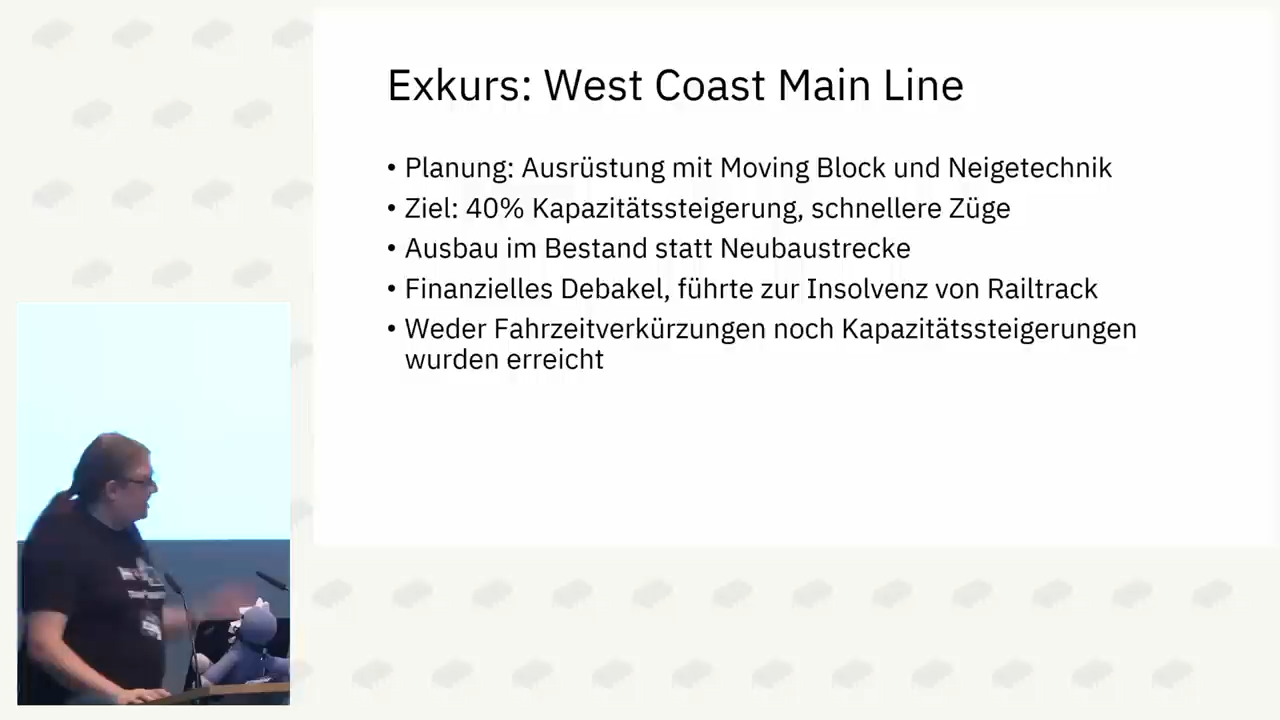 Exkurs: West Coast Main Line
• Planung: Ausrüstung mit Moving Block und Neigetechnik
• Ziel: 40% Kapazitätssteigerung, schnellere Züge
• Ausbau im Bestand statt Neubaustrecke
• Finanzielles Debakel, führte zur Insolvenz von Railtrack
• Weder Fahrzeitverkürzungen noch Kapazitätssteigerungen
wurden erreicht